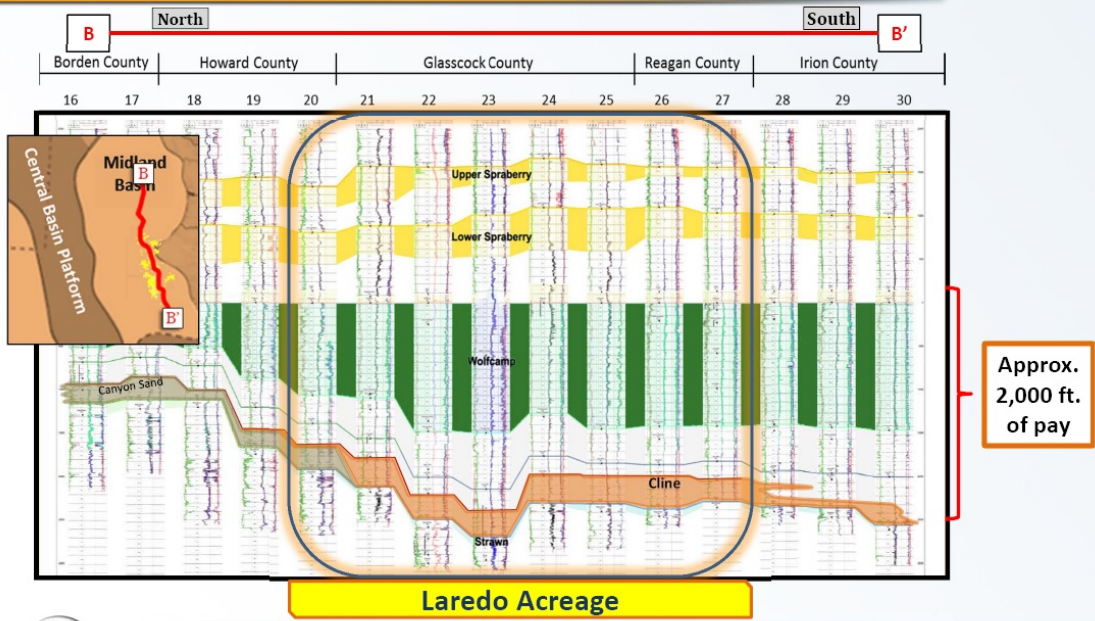 North
South
B
B'
Borden County
Howard County
Glasscock County
Reagan County
Irion County
16 17 18 19 20 21 22 23 24 25 26 27 28 29 30
Central Basin Platform
Midland
Basin
B
B'
Upper Spraberry
Lower Spraberry
Wolfcamp
Canyon Sand
Cline
Strawn
Approx.
2,000 ft.
of pay
Laredo Acreage